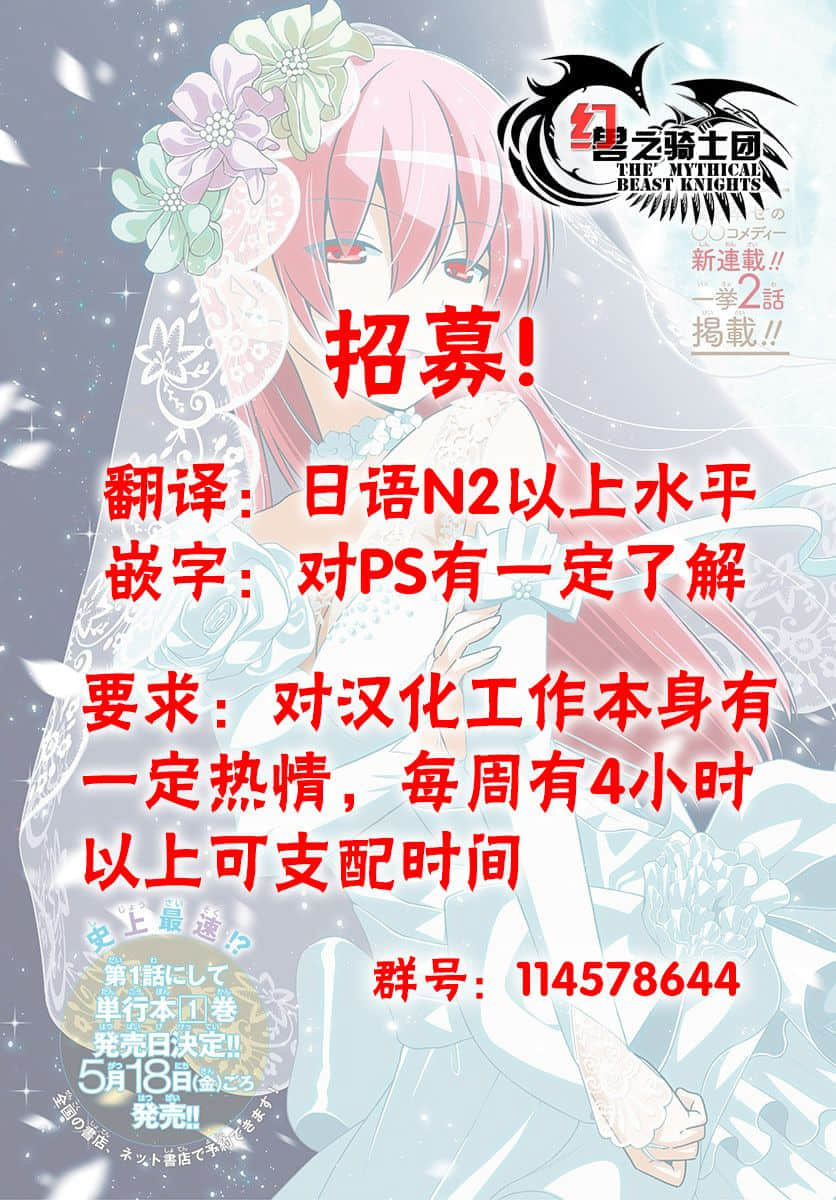 幻兽之骑士团
THE MYTHICAL
BEAST KNIGHTS
せの
〇〇コメディー
新連載!!
一挙2話
掲載!!
招募!
翻译：日语N2以上水平
嵌字：对PS有一定了解
要求：对汉化工作本身有
一定热情，每周有4小时
以上可支配时间
群号：114578644
史上最速!?
第1話にして
単行本1巻
発売日決定!!
5月18日(金)ごろ
発売!!
全国の書店、ネット書店で予約できます!